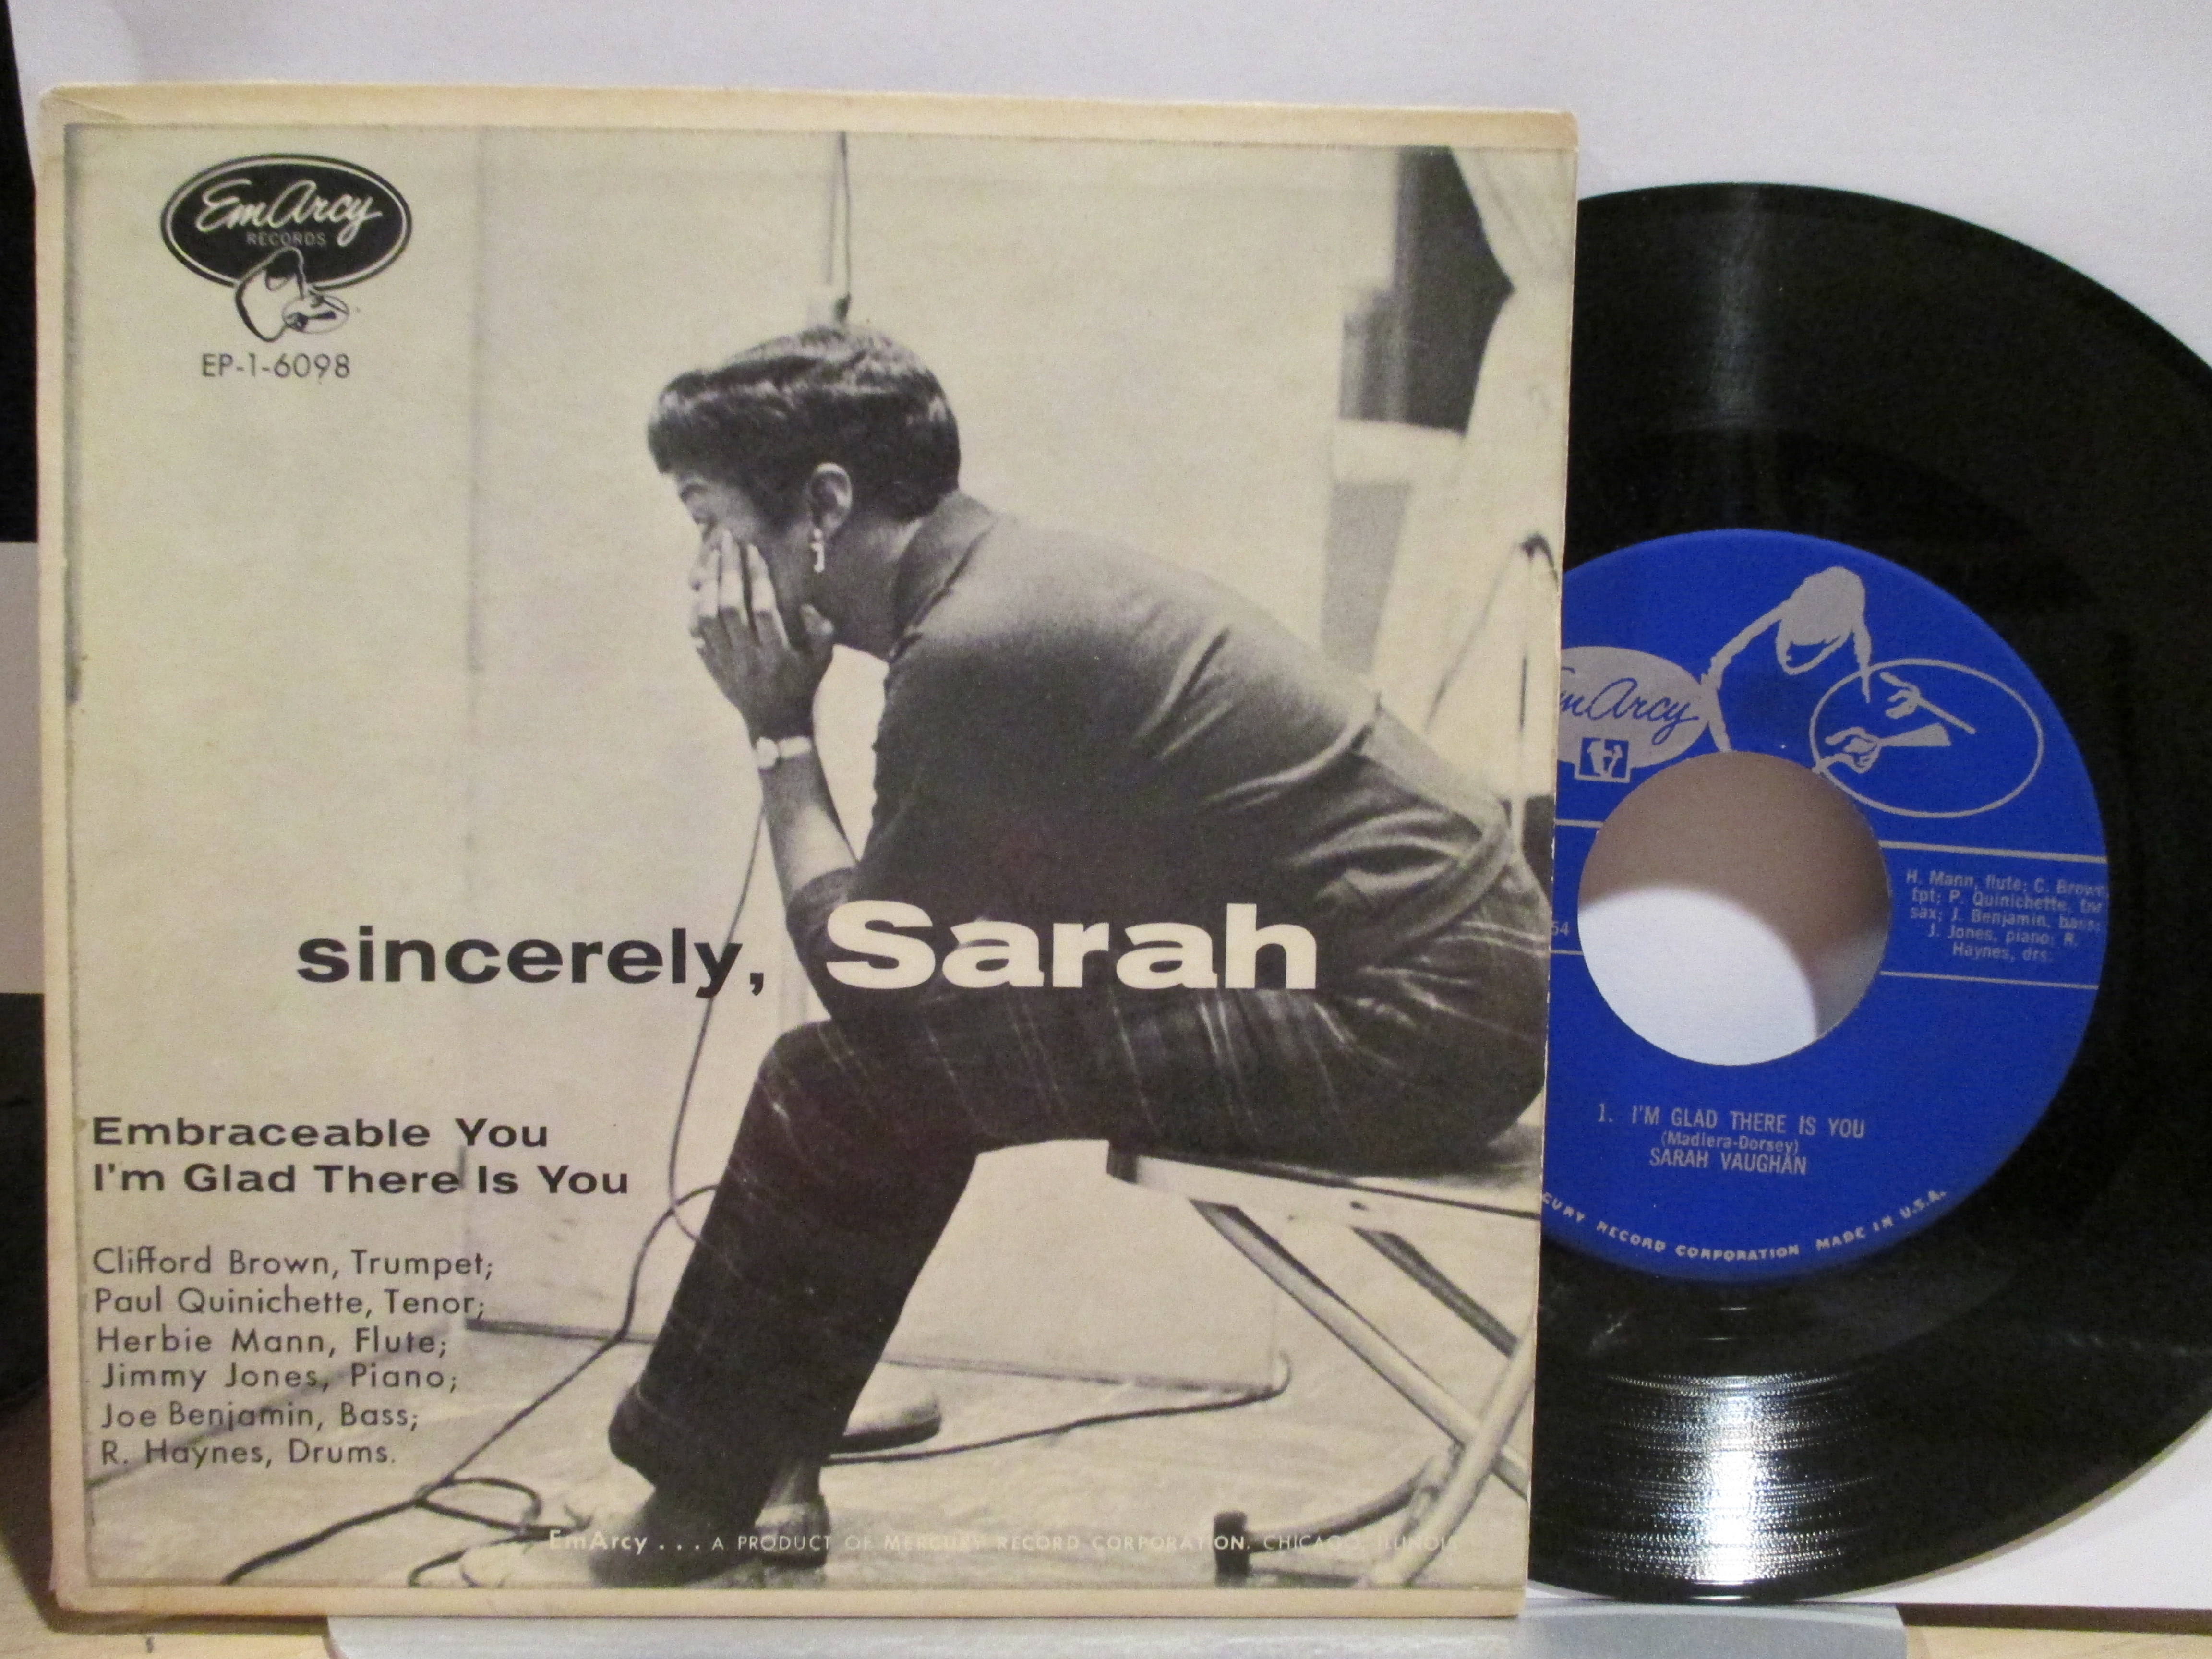 EmArcy
RECORDS
EP-1-6098
sincerely, Sarah
Embraceable You
I'm Glad There Is You
Clifford Brown, Trumpet;
Paul Quinichette, Tenor;
Herbie Mann, Flute;
Jimmy Jones, Piano;
Joe Benjamin, Bass;
R. Haynes, Drums.
EmArcy . . . A PRODUCT OF MERCURY RECORD CORPORATION, CHICAGO, ILLINOIS
mArcy
54
H. Mann, flute; C. Brown,
tpt; P. Quinichette, tnr
sax; J. Benjamin, bass;
J. Jones, piano; R.
Haynes, drs.
1. I'M GLAD THERE IS YOU
(Madiera-Dorsey)
SARAH VAUGHAN
CURY RECORD CORPORATION MADE IN U.S.A.